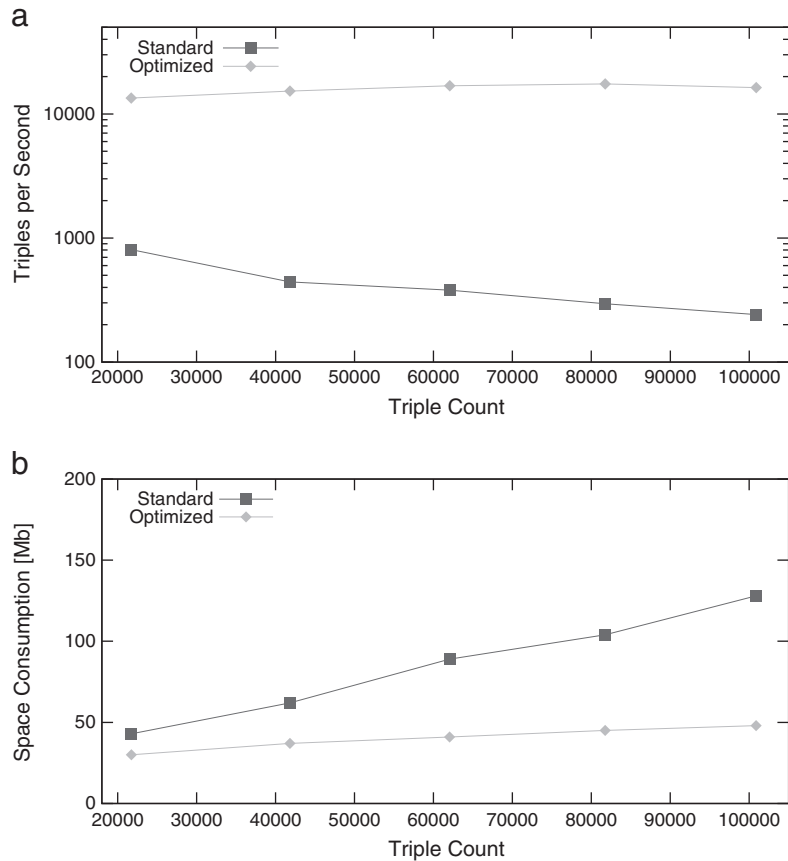 a
Standard
Optimized
10000
1000
100
Triples per Second
20000 30000 40000 50000 60000 70000 80000 90000 100000
Triple Count
b
Standard
Optimized
200
150
100
50
0
Space Consumption [Mb]
20000 30000 40000 50000 60000 70000 80000 90000 100000
Triple Count